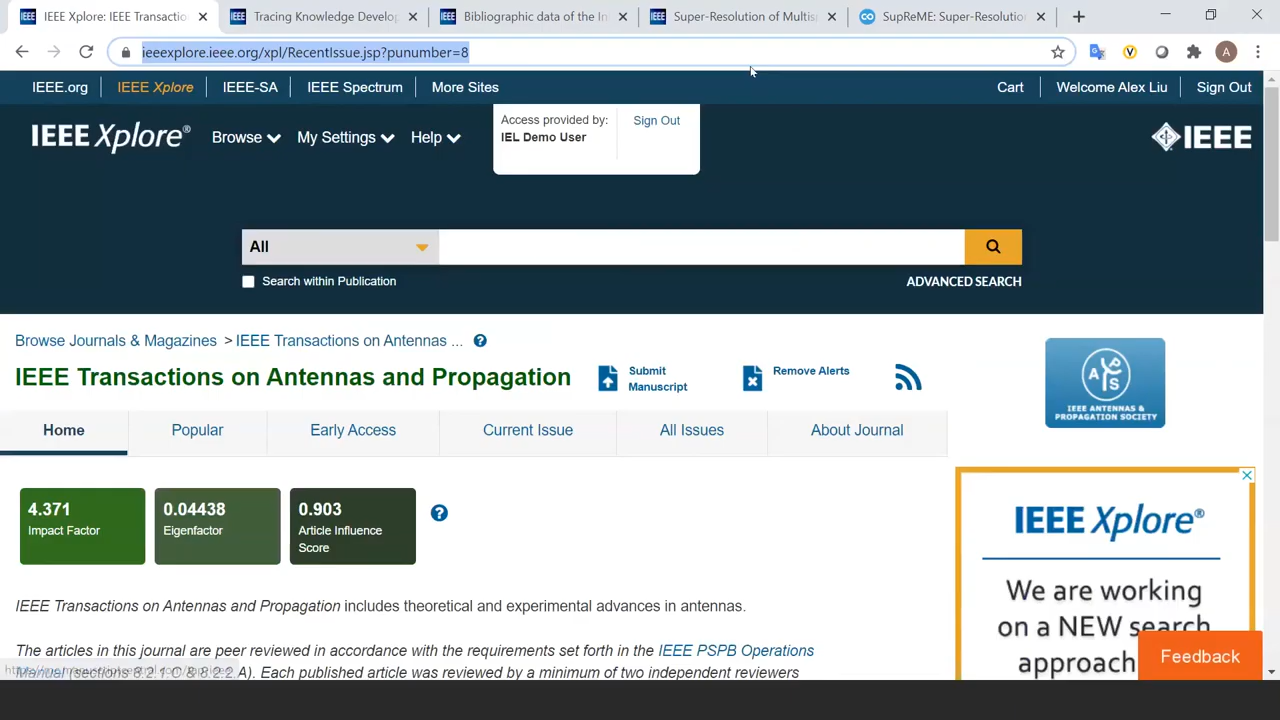 IEEE Xplore: IEEE Transactio
Tracing Knowledge Develop
Bibliographic data of the In
Super-Resolution of Multis
SupReME: Super-Resolution
ieeexplore.ieee.org/xpl/RecentIssue.jsp?punumber=8
A
IEEE.org
IEEE Xplore
IEEE-SA
IEEE Spectrum
More Sites
Cart
Welcome Alex Liu
Sign Out
IEEE Xplore®
Browse
My Settings
Help
Access provided by:
IEL Demo User
Sign Out
IEEE
All
Search within Publication
ADVANCED SEARCH
Browse Journals & Magazines > IEEE Transactions on Antennas ...
IEEE Transactions on Antennas and Propagation
Submit
Manuscript
Remove Alerts
IEEE ANTENNAS &
PROPAGATION SOCIETY
Home
Popular
Early Access
Current Issue
All Issues
About Journal
4.371
Impact Factor
0.04438
Eigenfactor
0.903
Article Influence
Score
IEEE Xplore®
We are working
on a NEW search
approach
IEEE Transactions on Antennas and Propagation includes theoretical and experimental advances in antennas.
The articles in this journal are peer reviewed in accordance with the requirements set forth in the IEEE PSPB Operations
Manual (sections 8.2.1.C & 8.2.2.A). Each published article was reviewed by a minimum of two independent reviewers
Feedback